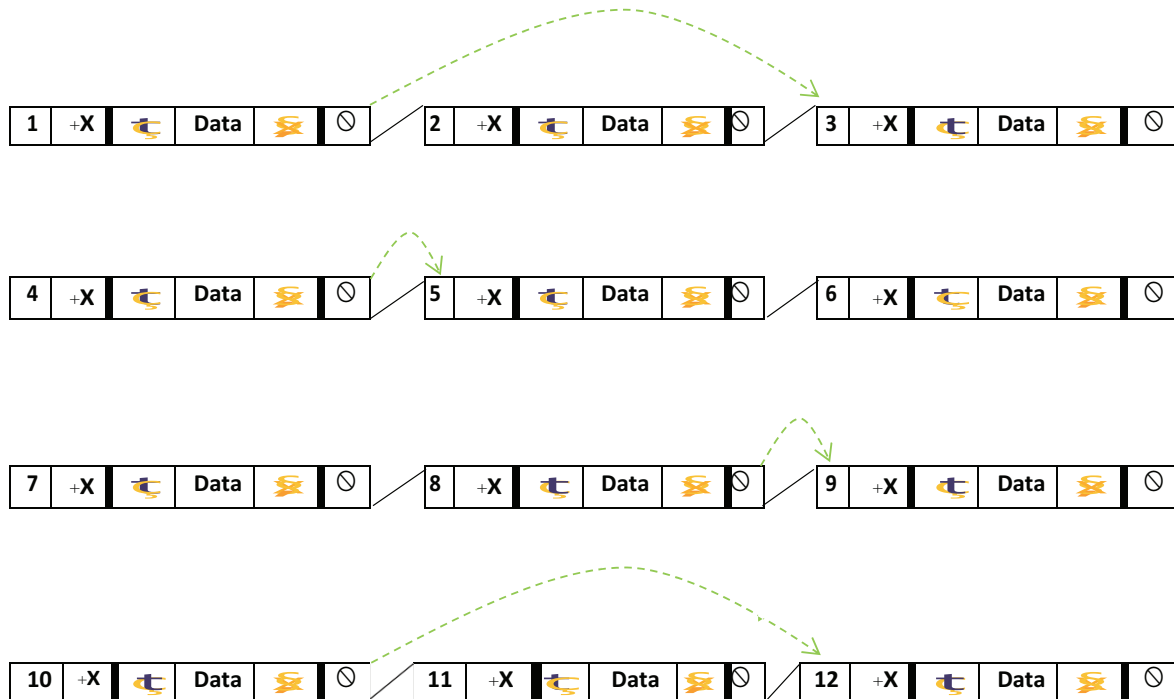 1 +X Data 2 +X Data 3 +X Data
4 +X Data 5 +X Data 6 +X Data
7 +X Data 8 +X Data 9 +X Data
10 +X Data 11 +X Data 12 +X Data